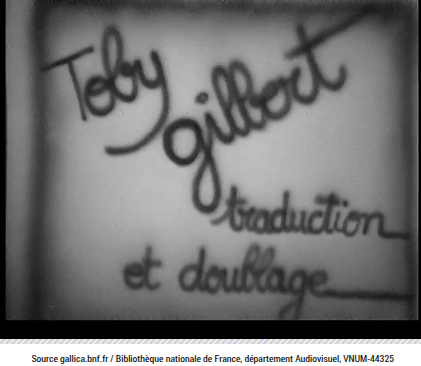 Toby
gilbert
traduction
et doublage
Source gallica.bnf.fr / Bibliothèque nationale de France, département Audiovisuel, VNUM-44325